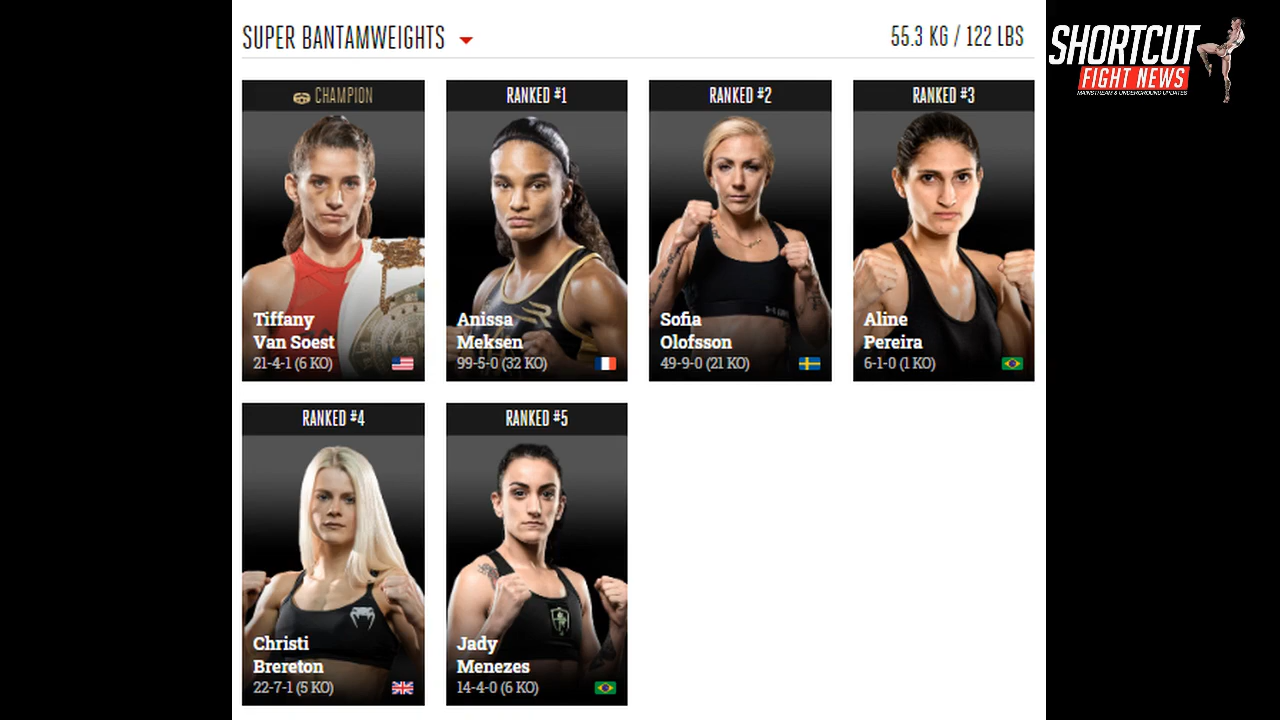 SUPER BANTAMWEIGHTS
55.3 KG / 122 LBS
SHORTCUT
FIGHT NEWS
MAINSTREAM & UNDERGROUND UPDATES
CHAMPION
Tiffany
Van Soest
21-4-1 (6 KO)
RANKED #1
Anissa
Meksen
99-5-0 (32 KO)
RANKED #2
Sofia
Olofsson
49-9-0 (21 KO)
RANKED #3
Aline
Pereira
6-1-0 (1 KO)
RANKED #4
Christi
Brereton
22-7-1 (5 KO)
RANKED #5
Jady
Menezes
14-4-0 (6 KO)